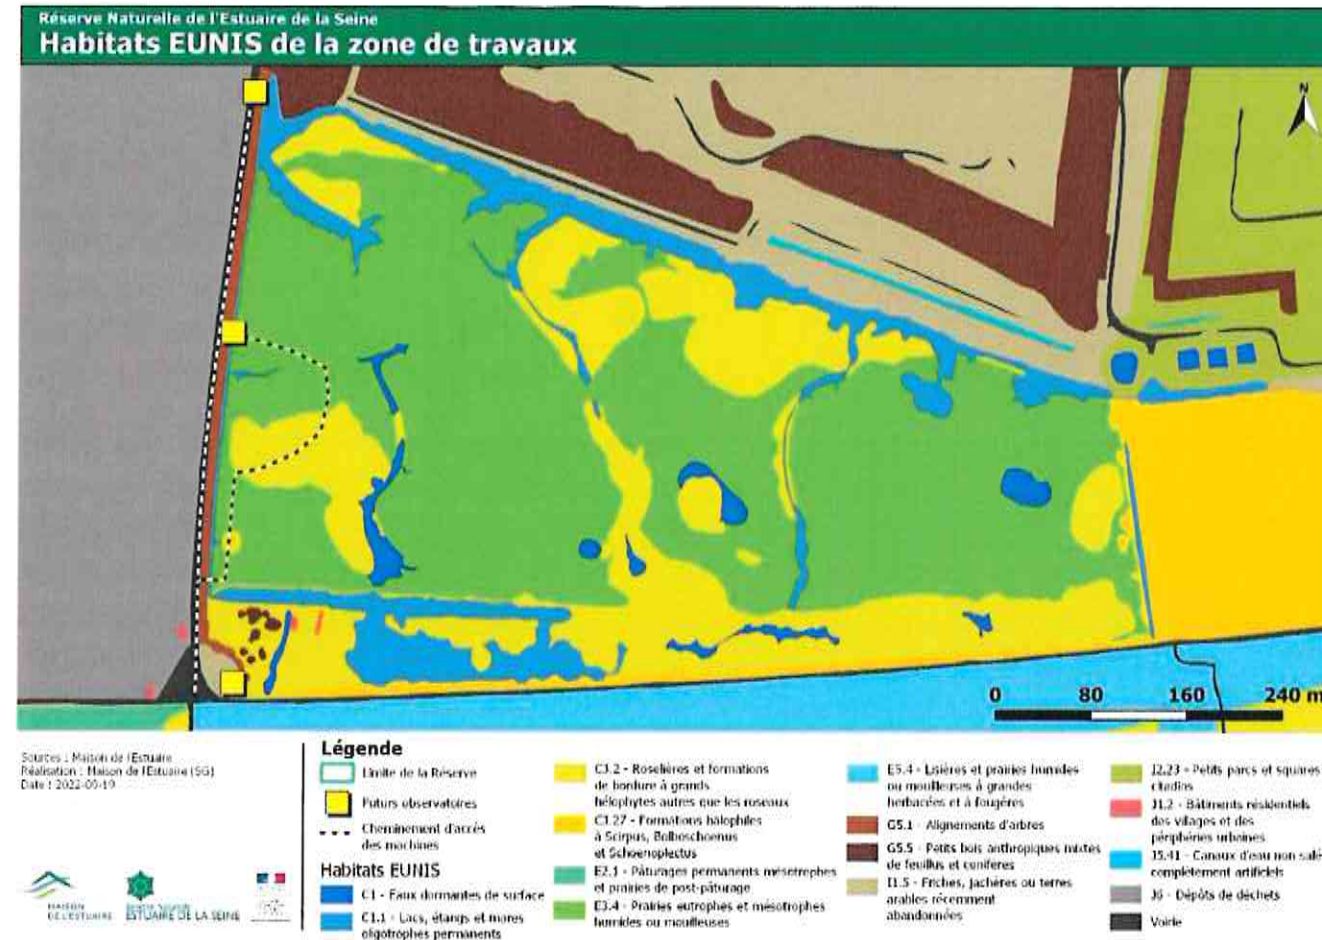 Réserve Naturelle de l'Estuaire de la Seine
Habitats EUNIS de la zone de travaux
N
0 80 160 240 m
Sources : Maison de l'Estuaire
Réalisation : Maison de l'Estuaire (SG)
Date : 2022-09-19
MAISON
DE L'ESTUAIRE
ESTUAIRE DE LA SEINE
Légende
Limite de la Réserve
Futurs observatoires
Cheminement d'accés
des machines
Habitats EUNIS
C1 - Eaux dormantes de surface
C1.1 - Lacs, étangs et mares
oligotrophes permanents
C3.2 - Roselières et formations
de bordure à grands
hélophytes autres que les roseaux
C3.27 - Formations halophiles
à Scirpus, Bolboschoenus
et Schoenoplectus
E2.1 - Pâturages permanents mésotrophes
et prairies de post-pâturage
E3.4 - Prairies eutrophes et mésotrophes
humides ou mouilleuses
E5.4 - Lisières et prairies humides
ou mouilleuses à grandes
herbacées et à fougères
G5.1 - Alignements d'arbres
G5.5 - Petits bois anthropiques mixtes
de feuillus et conifères
I1.5 - Friches, jachères ou terres
arables récemment
abandonnées
I2.23 - Petits parcs et squares
citadins
J1.2 - Bâtiments résidentiels
des villages et des
périphéries urbaines
J5.41 - Canaux d'eau non salé
complètement artificiels
J6 - Dépôts de déchets
Voirie